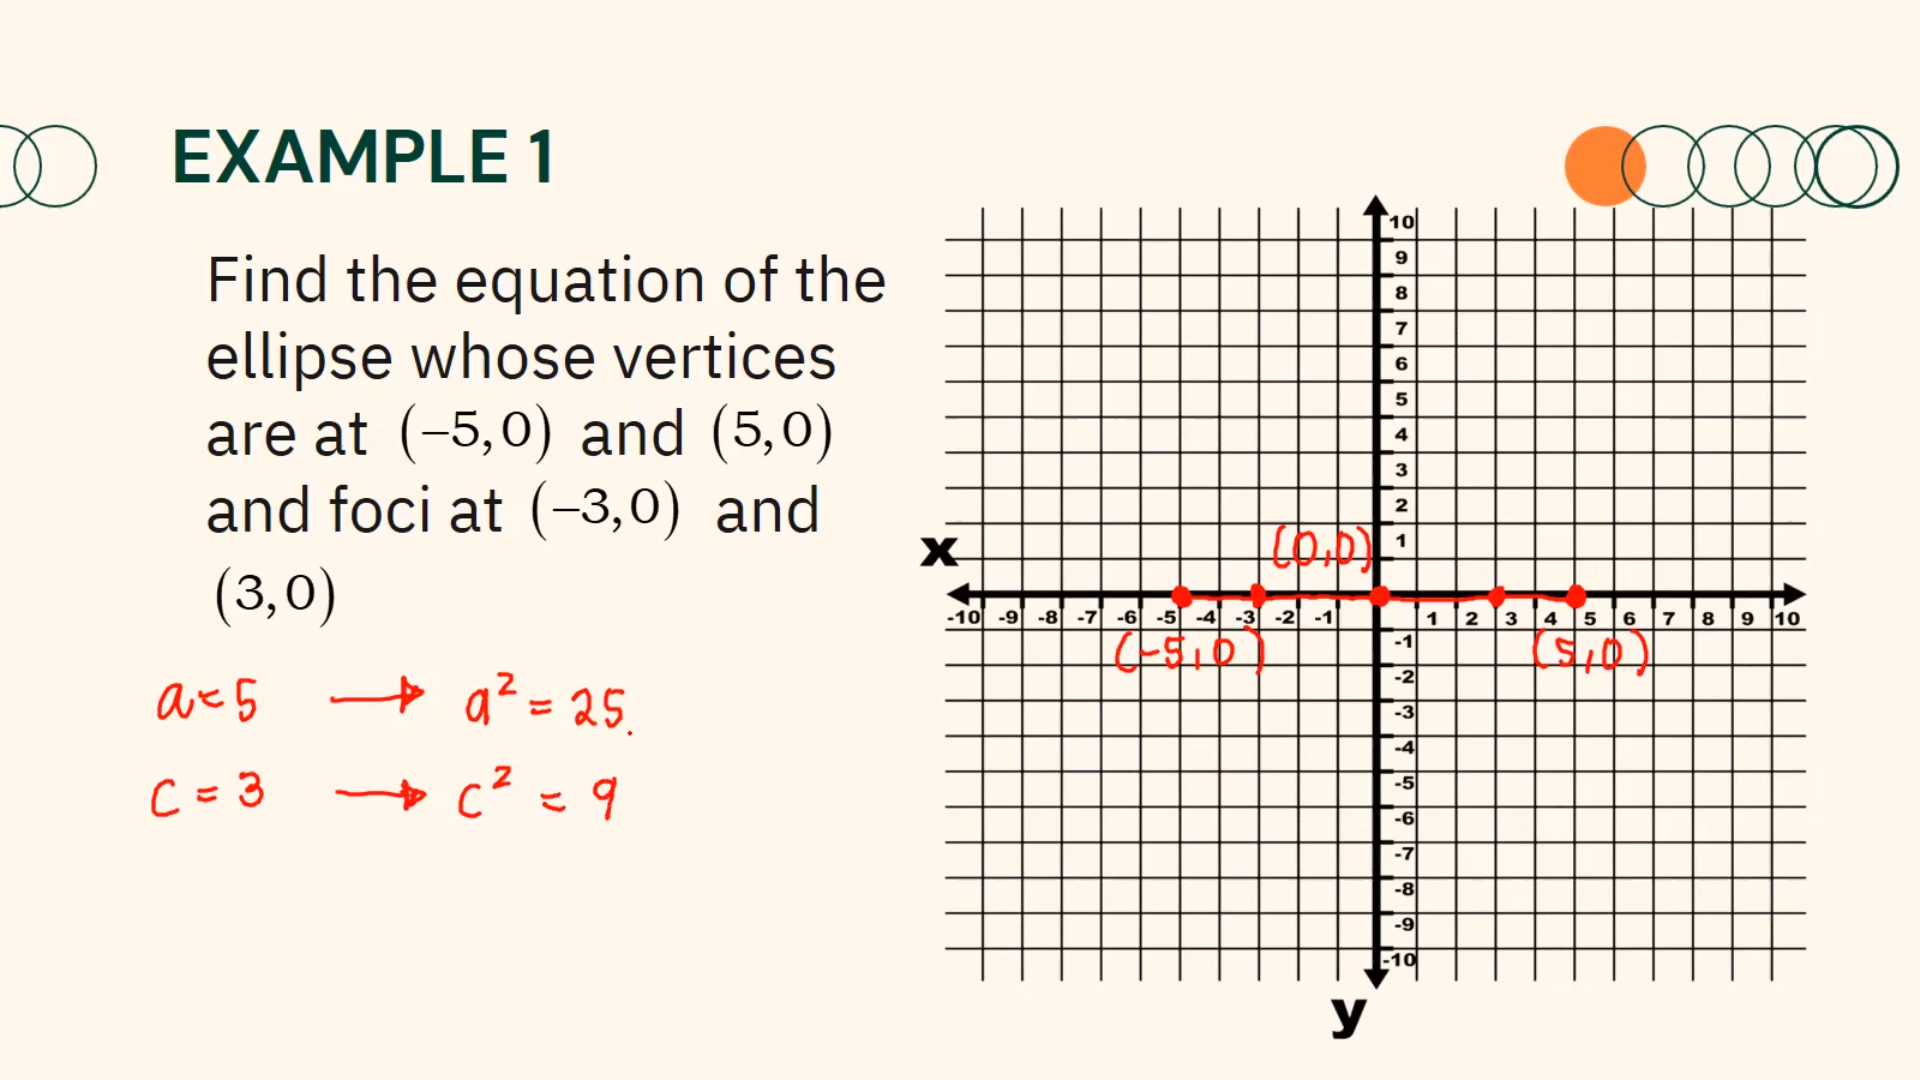 EXAMPLE 1
Find the equation of the
ellipse whose vertices
are at (–5,0) and (5,0)
and foci at (–3,0) and
(3,0)
a = 5 → a² = 25
c = 3 → c² = 9
10
9
8
7
6
5
4
3
2
1
x
(0,0)
-10 -9 -8 -7 -6 -5 -4 -3 -2 -1 1 2 3 4 5 6 7 8 9 10
(-5,0) (5,0)
-1
-2
-3
-4
-5
-6
-7
-8
-9
-10
y